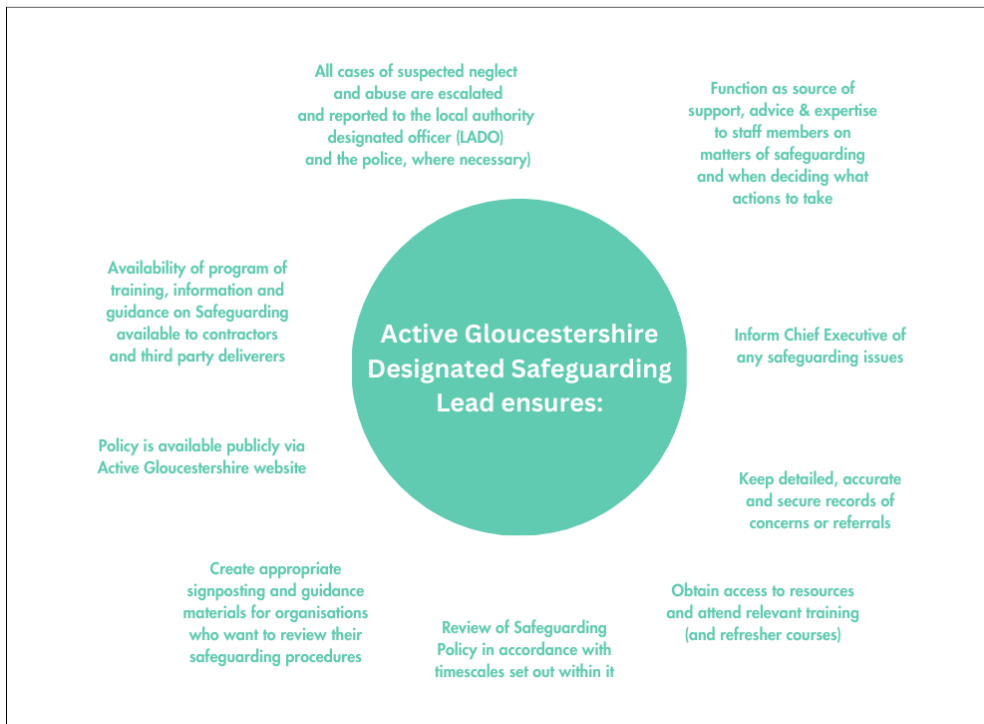 All cases of suspected neglect
and abuse are escalated
and reported to the local authority
designated officer (LADO)
and the police, where necessary)
Function as source of
support, advice & expertise
to staff members on
matters of safeguarding
and when deciding what
actions to take
Availability of program of
training, information and
guidance on Safeguarding
available to contractors
and third party deliverers
Active Gloucestershire
Designated Safeguarding
Lead ensures:
Inform Chief Executive of
any safeguarding issues
Policy is available publicly via
Active Gloucestershire website
Keep detailed, accurate
and secure records of
concerns or referrals
Create appropriate
signposting and guidance
materials for organisations
who want to review their
safeguarding procedures
Review of Safeguarding
Policy in accordance with
timescales set out within it
Obtain access to resources
and attend relevant training
(and refresher courses)